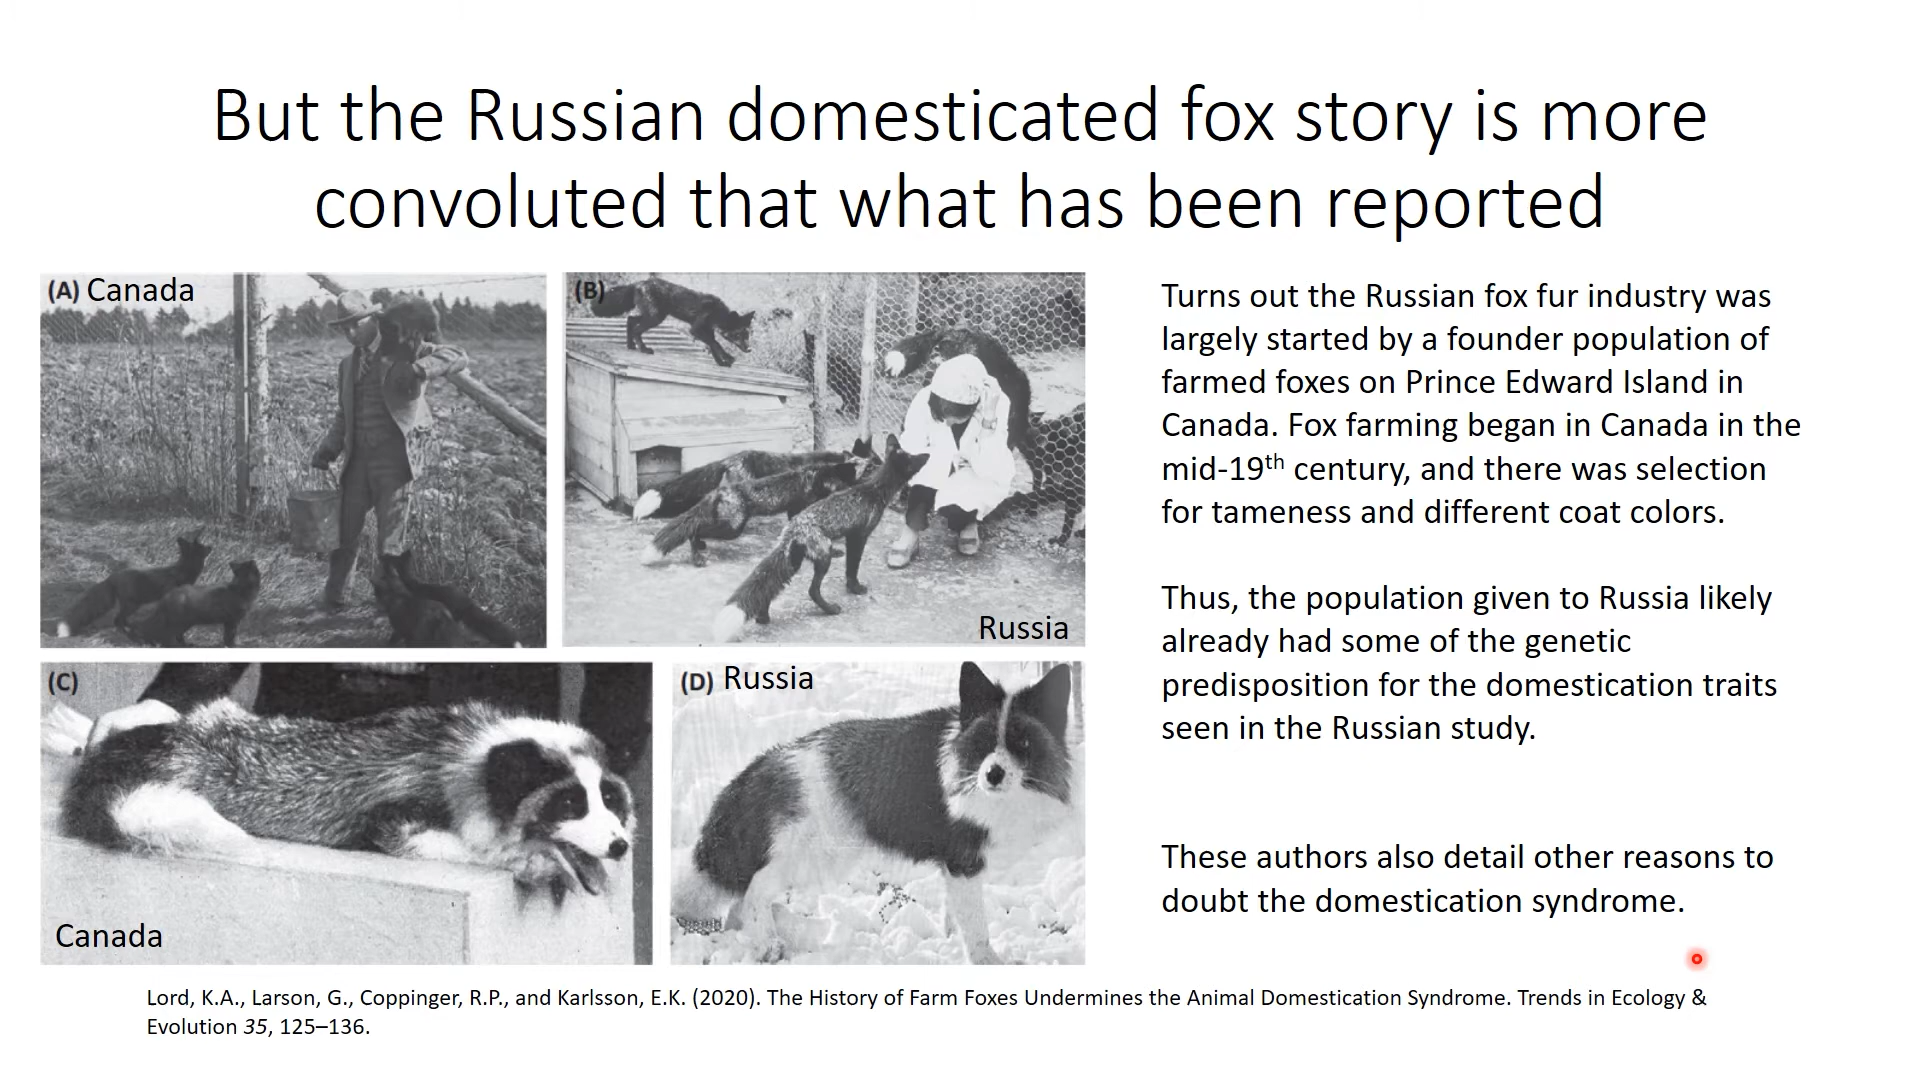 But the Russian domesticated fox story is more
convoluted that what has been reported
(A) Canada
(B)
Russia
(C)
Canada
(D) Russia
Turns out the Russian fox fur industry was
largely started by a founder population of
farmed foxes on Prince Edward Island in
Canada. Fox farming began in Canada in the
mid-19th century, and there was selection
for tameness and different coat colors.
Thus, the population given to Russia likely
already had some of the genetic
predisposition for the domestication traits
seen in the Russian study.
These authors also detail other reasons to
doubt the domestication syndrome.
Lord, K.A., Larson, G., Coppinger, R.P., and Karlsson, E.K. (2020). The History of Farm Foxes Undermines the Animal Domestication Syndrome. Trends in Ecology &
Evolution 35, 125–136.